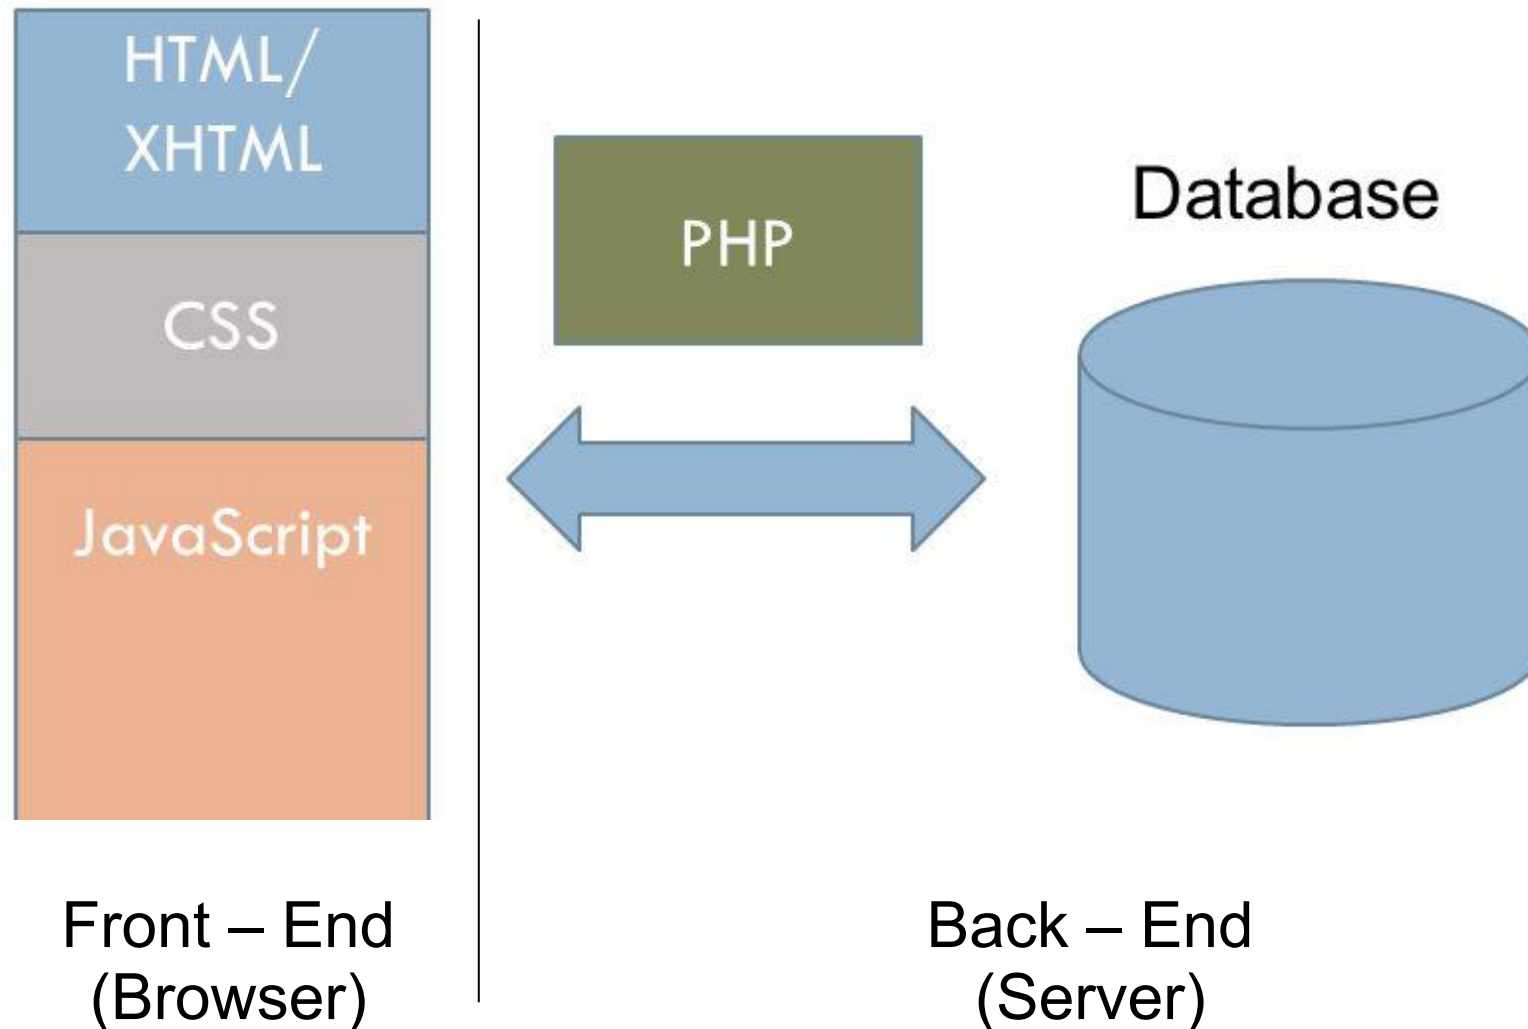 HTML/
XHTML
CSS
JavaScript
PHP
Database
Front – End
(Browser)
Back – End
(Server)